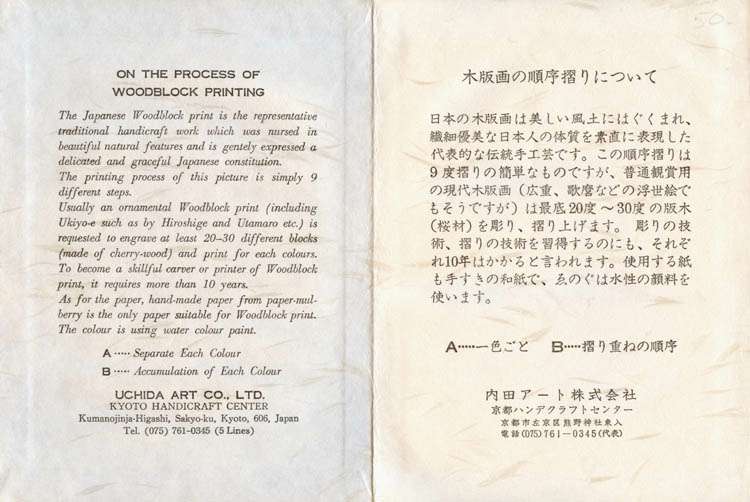 ON THE PROCESS OF
WOODBLOCK PRINTING
The Japanese Woodblock print is the representative
traditional handicraft work which was nursed in
beautiful natural features and is gentely expressed a
delicated and graceful Japanese constitution.
The printing process of this picture is simply 9
different steps.
Usually an ornamental Woodblock print (including
Ukiyo-e such as by Hiroshige and Utamaro etc.) is
requested to engrave at least 20-30 different blocks
(made of cherry-wood) and print for each colours.
To become a skillful carver or printer of Woodblock
print, it requires more than 10 years.
As for the paper, hand-made paper from paper-mul-
berry is the only paper suitable for Woodblock print.
The colour is using water colour paint.
A ····· Separate Each Colour
B ····· Accumulation of Each Colour
UCHIDA ART CO., LTD.
KYOTO HANDICRAFT CENTER
Kumanojinja-Higashi, Sakyo-ku, Kyoto, 606, Japan
Tel. (075) 761-0345 (5 Lines)
50.
木版画の順序摺りについて
日本の木版画は美しい風土にはぐくまれ、
繊細優美な日本人の体質を素直に表現した
代表的な伝統手工芸です。この順序摺りは
9度摺りの簡単なものですが、普通観賞用
の現代木版画(広重、歌麿などの浮世絵で
もそうですが)は最底20度〜30度の版木
(桜材)を彫り、摺り上げます。彫りの技
術、摺りの技術を習得するのにも、それぞ
れ10年はかかると言われます。使用する紙
も手すきの和紙で、ゑのぐは水性の顔料を
使います。
A·····一色ごと B·····摺り重ねの順序
内田アート株式会社
京都ハンデクラフトセンター
京都市左京区熊野神社東入
電話(075)761-0345(代表)